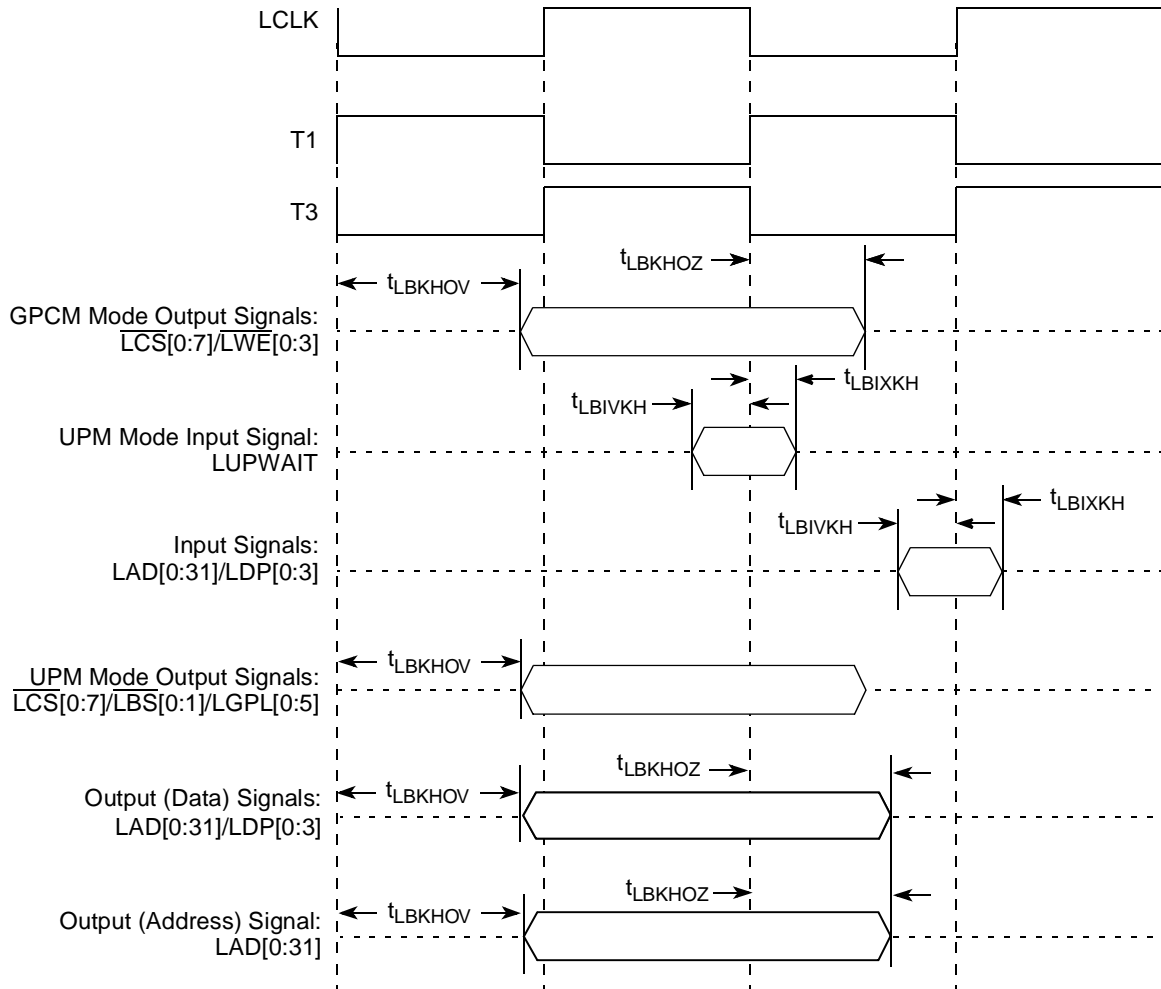 LCLK
T1
T3
tLBKHOZ
tLBKHOV
GPCM Mode Output Signals:
LCS[0:7]/LWE[0:3]
tLBIXKH
tLBIVKH
UPM Mode Input Signal:
LUPWAIT
tLBIXKH
tLBIVKH
Input Signals:
LAD[0:31]/LDP[0:3]
tLBKHOV
UPM Mode Output Signals:
LCS[0:7]/LBS[0:1]/LGPL[0:5]
tLBKHOZ
tLBKHOV
Output (Data) Signals:
LAD[0:31]/LDP[0:3]
tLBKHOZ
tLBKHOV
Output (Address) Signal:
LAD[0:31]